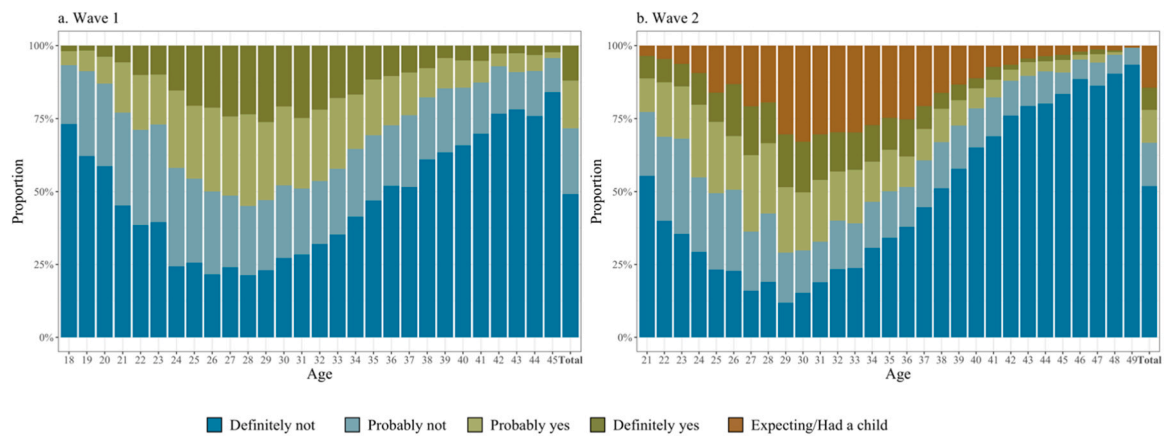 a. Wave 1
b. Wave 2
100%
75%
50%
25%
0%
Proportion
18 19 20 21 22 23 24 25 26 27 28 29 30 31 32 33 34 35 36 37 38 39 40 41 42 43 44 45 Total
Age
100%
75%
50%
25%
0%
Proportion
21 22 23 24 25 26 27 28 29 30 31 32 33 34 35 36 37 38 39 40 41 42 43 44 45 46 47 48 49 Total
Age
Definitely not Probably not Probably yes Definitely yes Expecting/Had a child